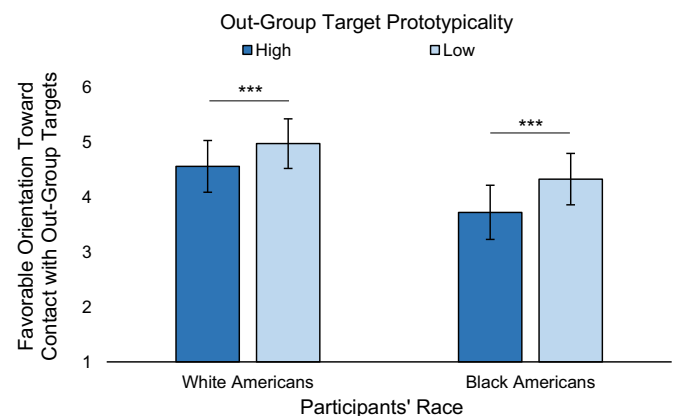 Out-Group Target Prototypicality
High Low
Favorable Orientation Toward
Contact with Out-Group Targets
6
***
5
***
4
3
2
1
White Americans Black Americans
Participants' Race